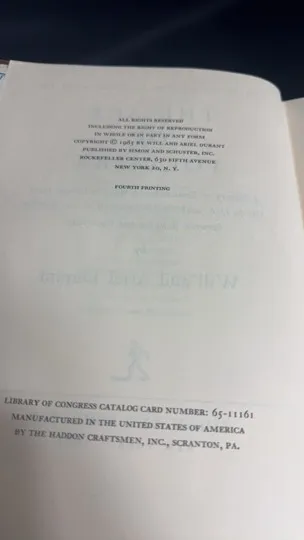 ALL RIGHTS RESERVED
INCLUDING THE RIGHT OF REPRODUCTION
IN WHOLE OR IN PART IN ANY FORM
COPYRIGHT © 1965 BY WILL AND ARIEL DURANT
PUBLISHED BY SIMON AND SCHUSTER, INC.
ROCKEFELLER CENTER, 630 FIFTH AVENUE
NEW YORK 20, N. Y.
FOURTH PRINTING
LIBRARY OF CONGRESS CATALOG CARD NUMBER: 65-11161
MANUFACTURED IN THE UNITED STATES OF AMERICA
BY THE HADDON CRAFTSMEN, INC., SCRANTON, PA.